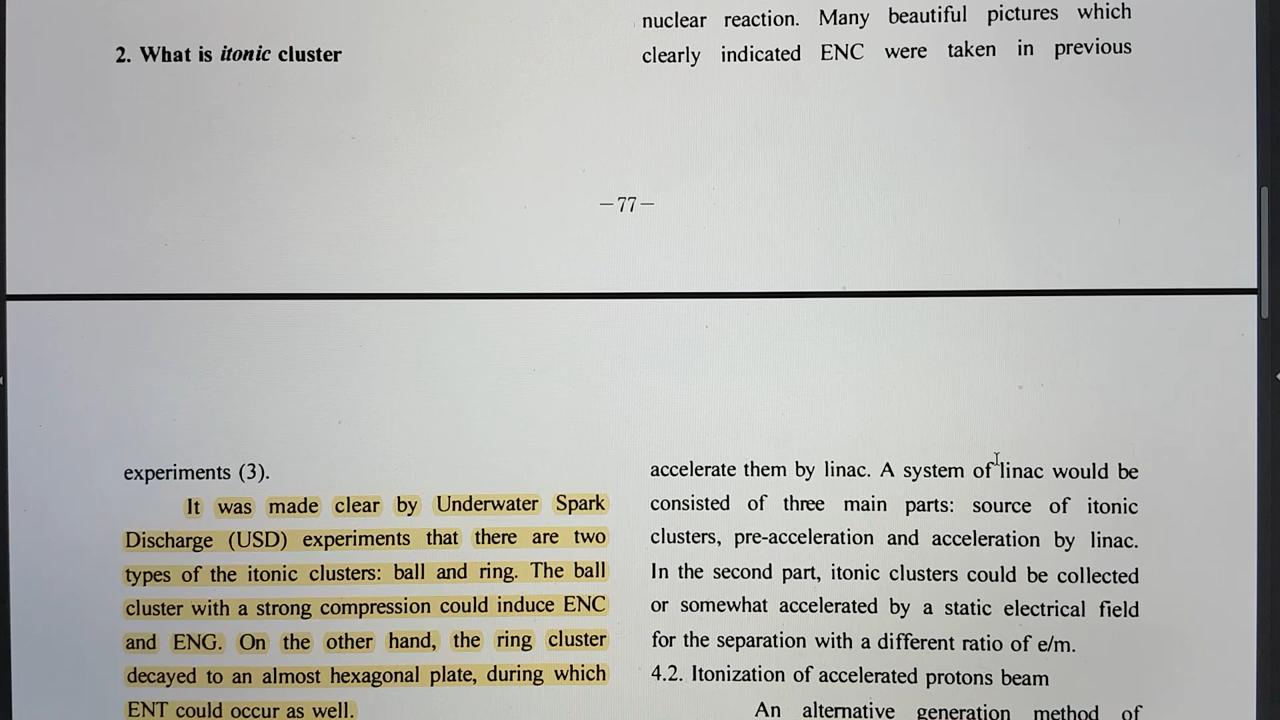 2. What is itonic cluster
nuclear reaction. Many beautiful pictures which
clearly indicated ENC were taken in previous
—77—
experiments (3).
It was made clear by Underwater Spark
Discharge (USD) experiments that there are two
types of the itonic clusters: ball and ring. The ball
cluster with a strong compression could induce ENC
and ENG. On the other hand, the ring cluster
decayed to an almost hexagonal plate, during which
ENT could occur as well.
accelerate them by linac. A system of linac would be
consisted of three main parts: source of itonic
clusters, pre-acceleration and acceleration by linac.
In the second part, itonic clusters could be collected
or somewhat accelerated by a static electrical field
for the separation with a different ratio of e/m.
4.2. Itonization of accelerated protons beam
An alternative generation method of